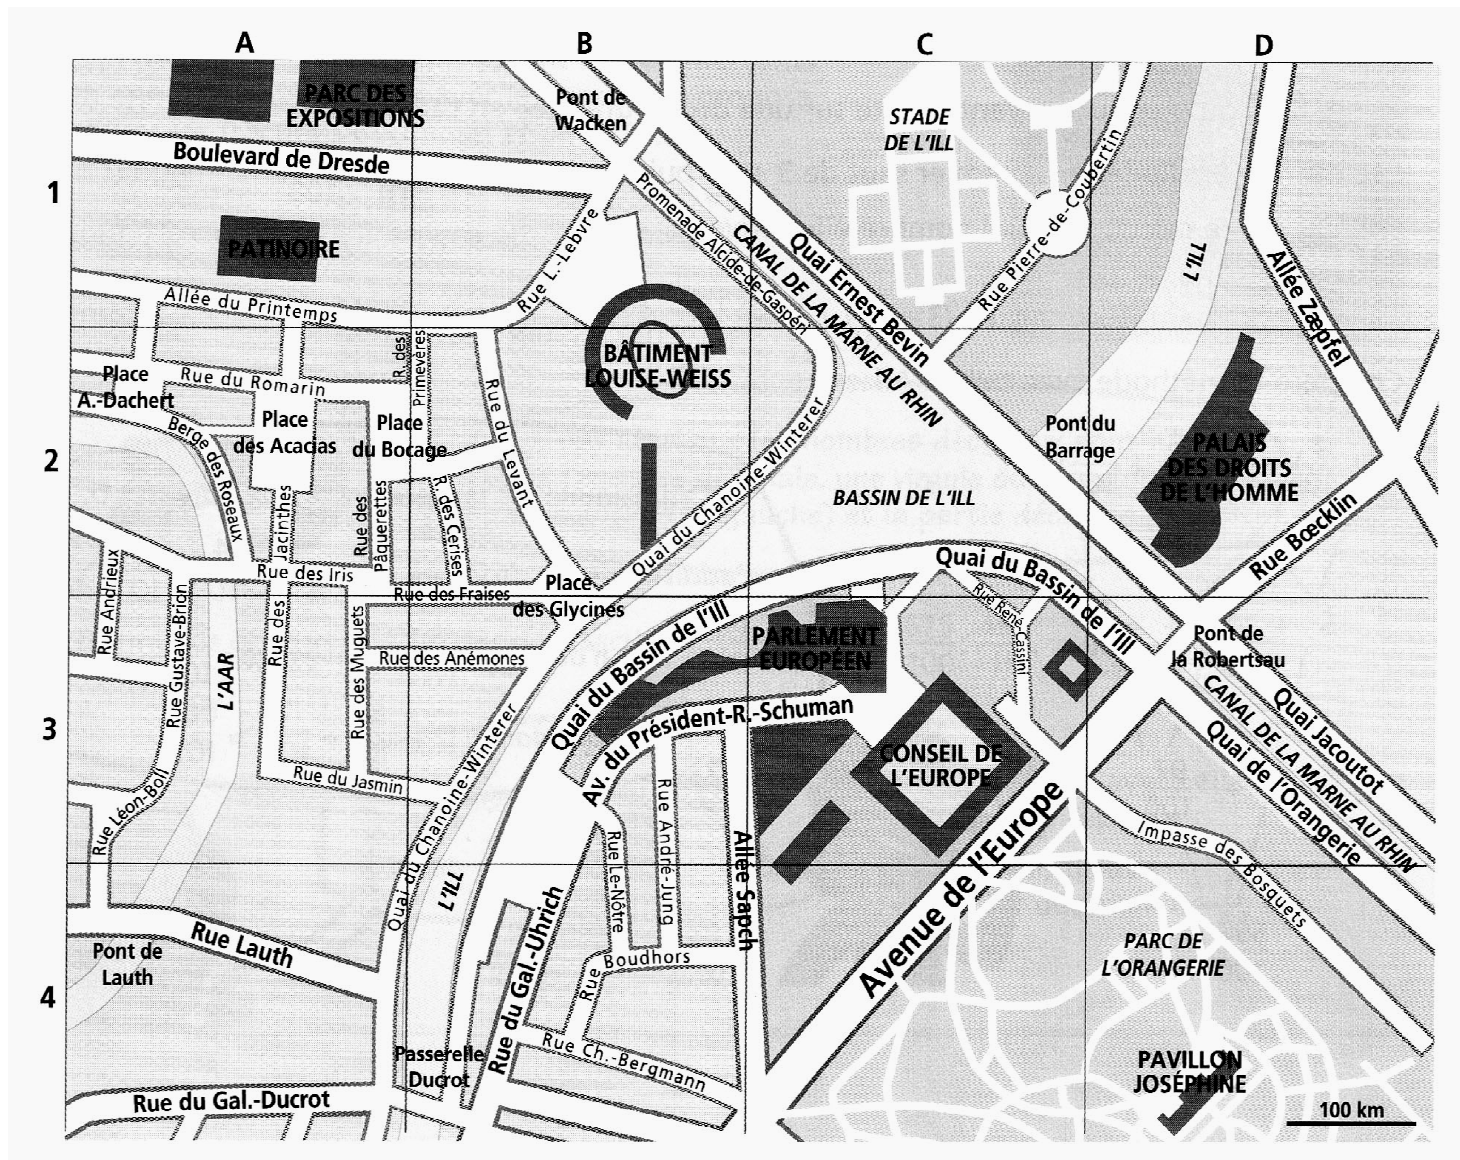 A
B
C
D
1
2
3
4
PARC DES
EXPOSITIONS
Boulevard de Dresde
PATINOIRE
Allée du Printemps
Pont de
Wacken
Rue L.-Lebvre
Promenade Alcide-de-Gaspéri
CANAL DE LA MARNE AU RHIN
Quai Ernest Bevin
STADE
DE L'ILL
Rue Pierre-de-Coubertin
L'ILL
Allée Zæpfel
Place
A.-Dachert
Rue du Romarin
R. des
Primevères
Berge des Roseaux
Place
des Acacias
Place
du Bocage
Rue du Levant
BÂTIMENT
LOUISE-WEISS
Quai du Chanoine-Winterer
BASSIN DE L'ILL
Pont du
Barrage
PALAIS
DES DROITS
DE L'HOMME
Rue Bœcklin
Jacinthes
Rue des
Pâquerettes
R. des Cerises
Rue des Iris
Rue des Fraises
Place
des Glycines
Rue Andrieux
Rue Gustave-Brion
L'AAR
Rue des
Rue des Muguets
Rue des Anémones
Rue du Jasmin
Rue Léon-Boll
Quai du Chanoine-Winterer
Quai du Bassin de l'Ill
Quai du Bassin de l'Ill
Rue René-Cassin
PARLEMENT
EUROPÉEN
Av. du Président-R.-Schuman
CONSEIL DE
L'EUROPE
Pont de
la Robertsau
CANAL DE LA MARNE AU RHIN
Quai Jacoutot
Quai de l'Orangerie
Impasse des Bosquets
Avenue de l'Europe
Rue Le-Nôtre
Rue André-Jung
Allée Sapch
L'ILL
Rue Lauth
Pont de
Lauth
Rue du Gal.-Uhrich
Rue Boudhors
Rue Ch.-Bergmann
Passerelle
Ducrot
Rue du Gal.-Ducrot
PARC DE
L'ORANGERIE
PAVILLON
JOSÉPHINE
100 km